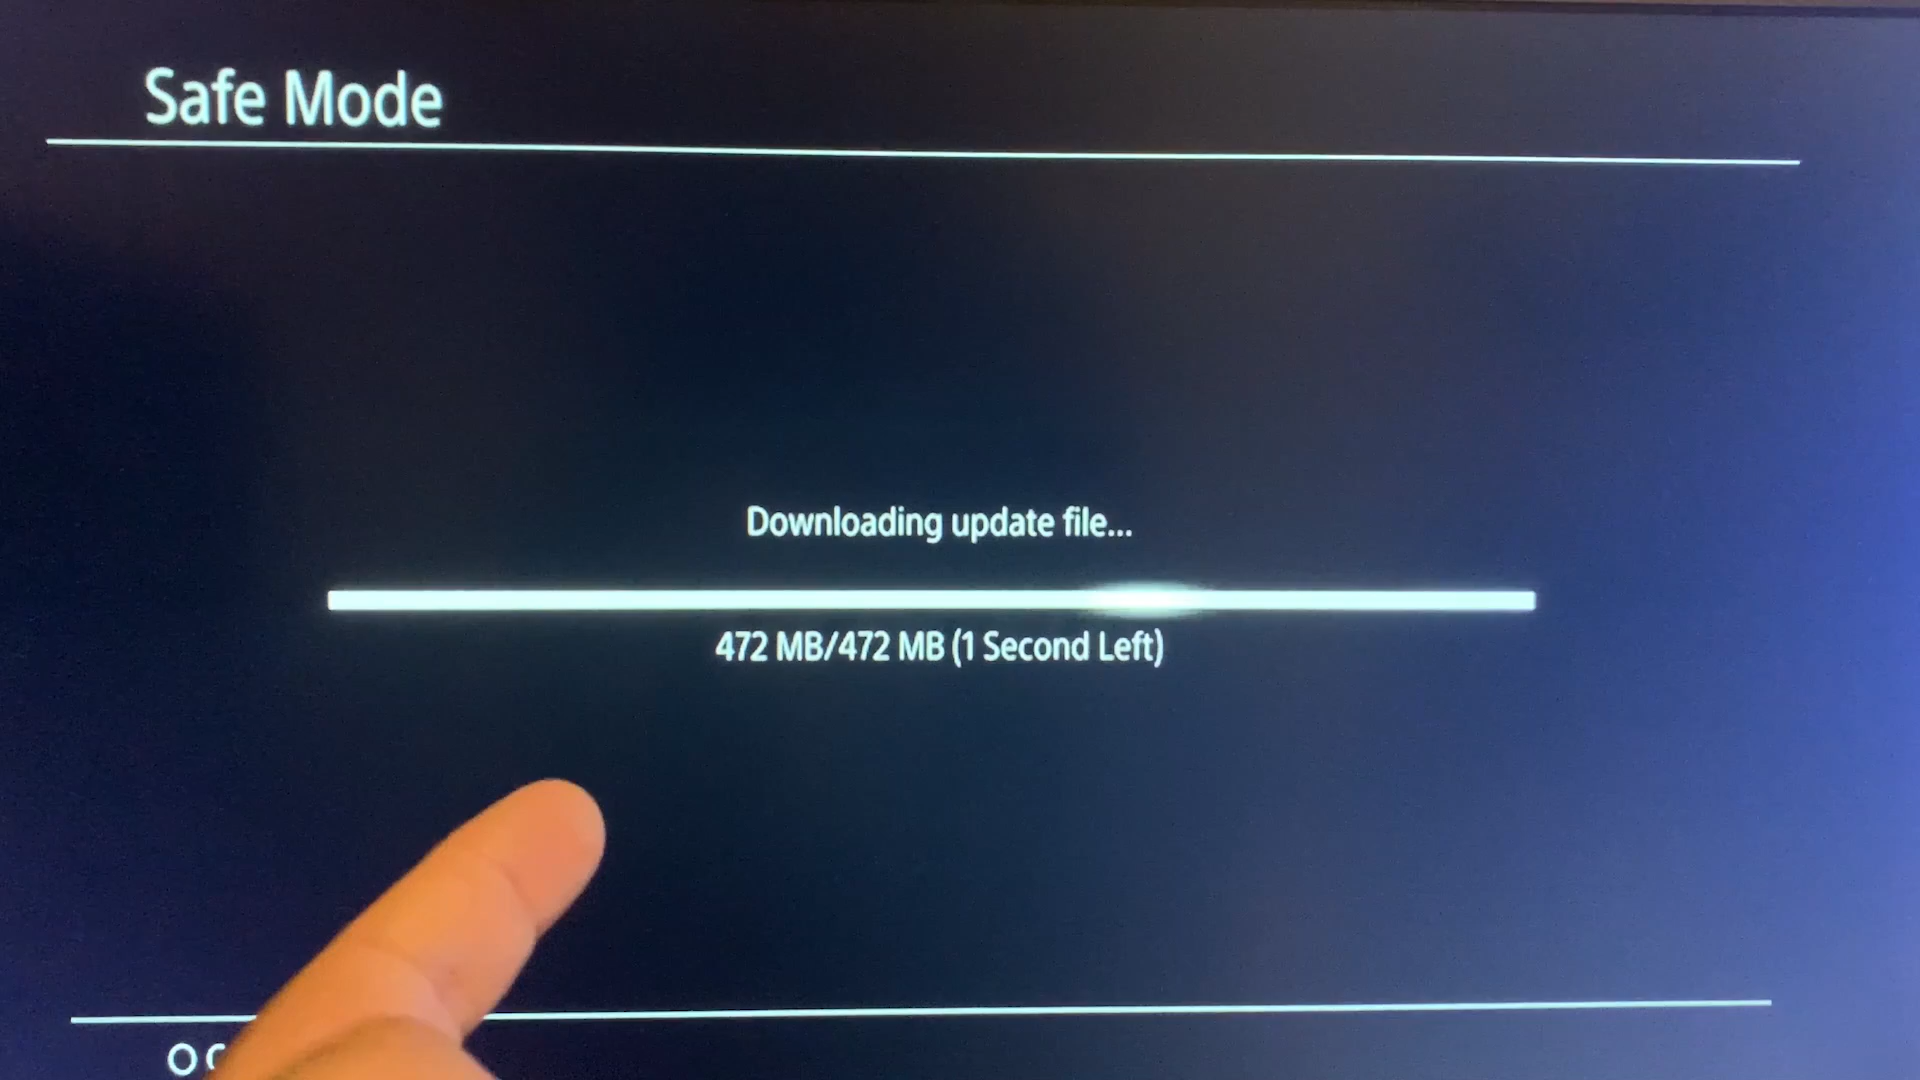 Safe Mode
Downloading update file...
472 MB/472 MB (1 Second Left)